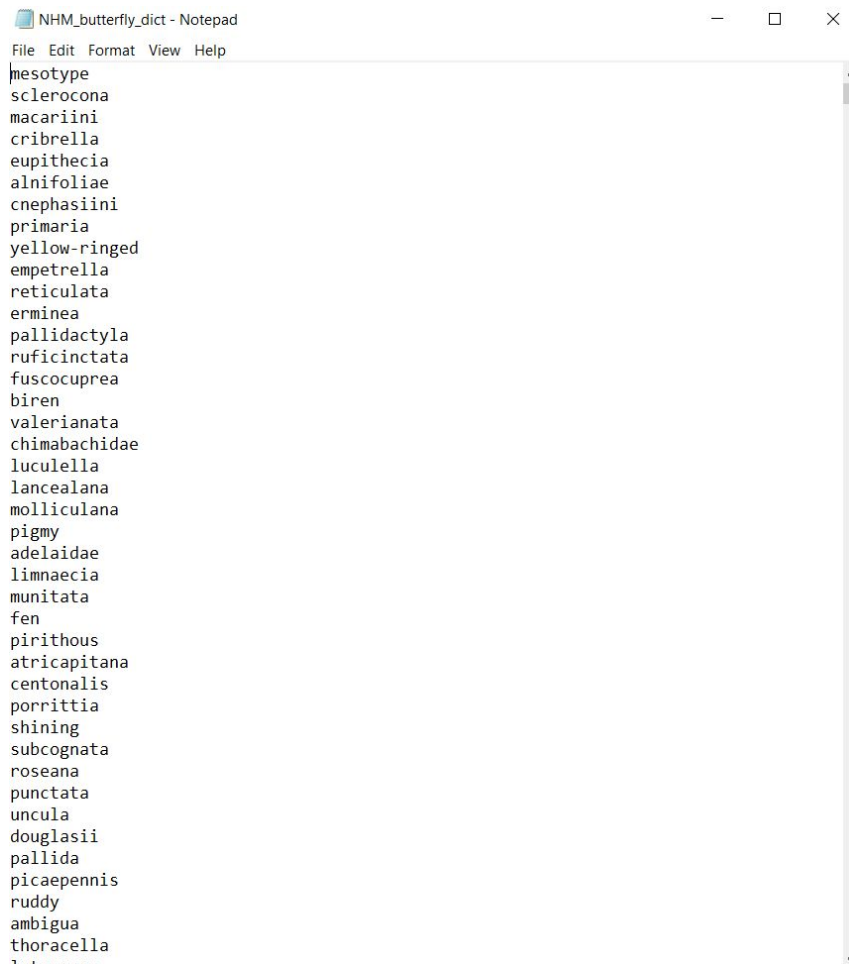 NHM_butterfly_dict - Notepad
File Edit Format View Help
mesotype
sclerocona
macariini
cribrella
eupithecia
alnifoliae
cnephasiini
primaria
yellow-ringed
empetrella
reticulata
erminea
pallidactyla
ruficinctata
fuscocuprea
biren
valerianata
chimabachidae
luculella
lancealana
molliculana
pigmy
adelaidae
limnaecia
munitata
fen
pirithous
atricapitana
centonalis
porrittia
shining
subcognata
roseana
punctata
uncula
douglasii
pallida
picaepennis
ruddy
ambigua
thoracella